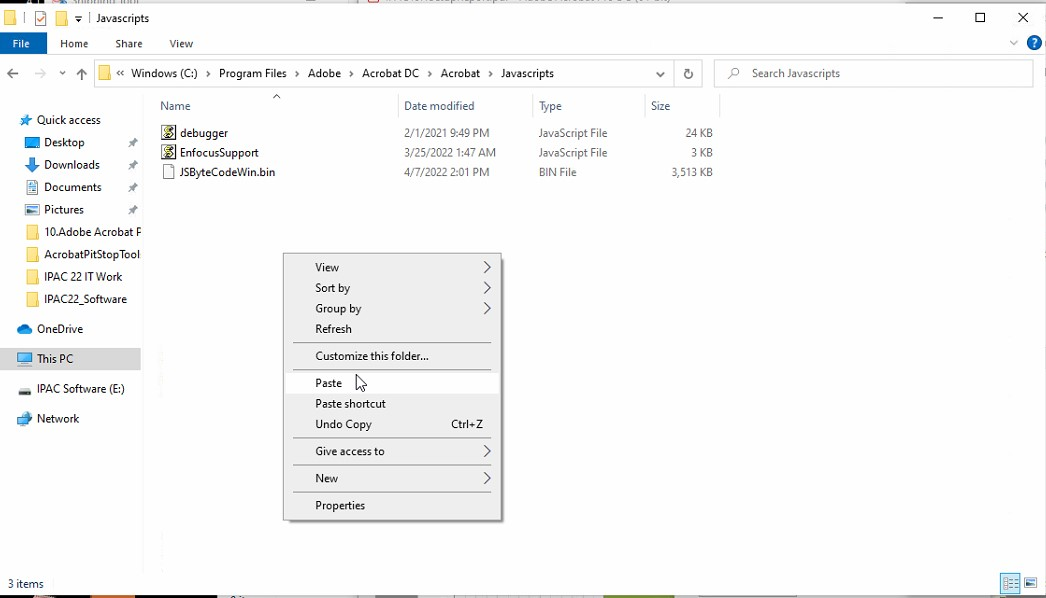 Javascripts
File Home Share View
« Windows (C:) > Program Files > Adobe > Acrobat DC > Acrobat > Javascripts
Search Javascripts
Name Date modified Type Size
debugger 2/1/2021 9:49 PM JavaScript File 24 KB
EnfocusSupport 3/25/2022 1:47 AM JavaScript File 3 KB
JSByteCodeWin.bin 4/7/2022 2:01 PM BIN File 3,513 KB
Quick access
Desktop
Downloads
Documents
Pictures
10.Adobe Acrobat P
AcrobatPitStopTool
IPAC 22 IT Work
IPAC22_Software
OneDrive
This PC
IPAC Software (E:)
Network
View
Sort by
Group by
Refresh
Customize this folder...
Paste
Paste shortcut
Undo Copy Ctrl+Z
Give access to
New
Properties
3 items